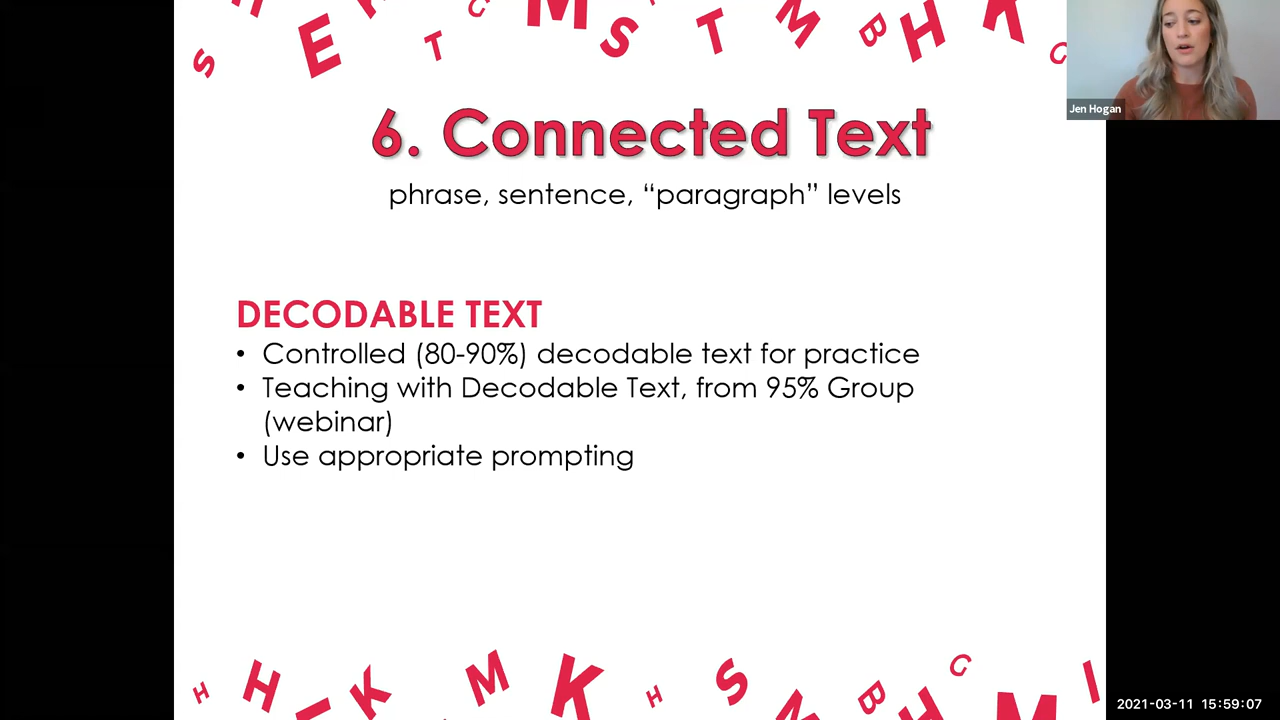 Jen Hogan
6. Connected Text
phrase, sentence, “paragraph” levels
DECODABLE TEXT
• Controlled (80-90%) decodable text for practice
• Teaching with Decodable Text, from 95% Group
(webinar)
• Use appropriate prompting
2021-03-11 15:59:07